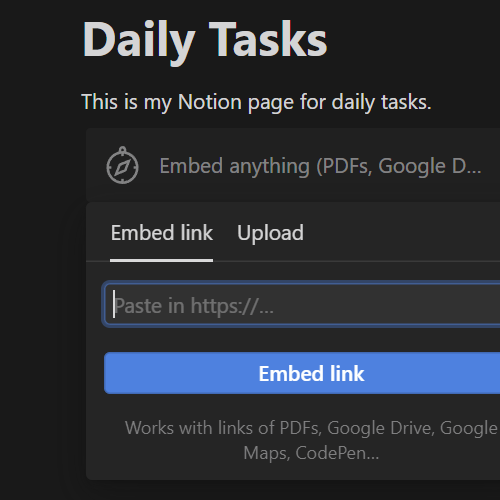 Daily Tasks
This is my Notion page for daily tasks.
Embed anything (PDFs, Google D...
Embed link Upload
Paste in https://...
Embed link
Works with links of PDFs, Google Drive, Google
Maps, CodePen...